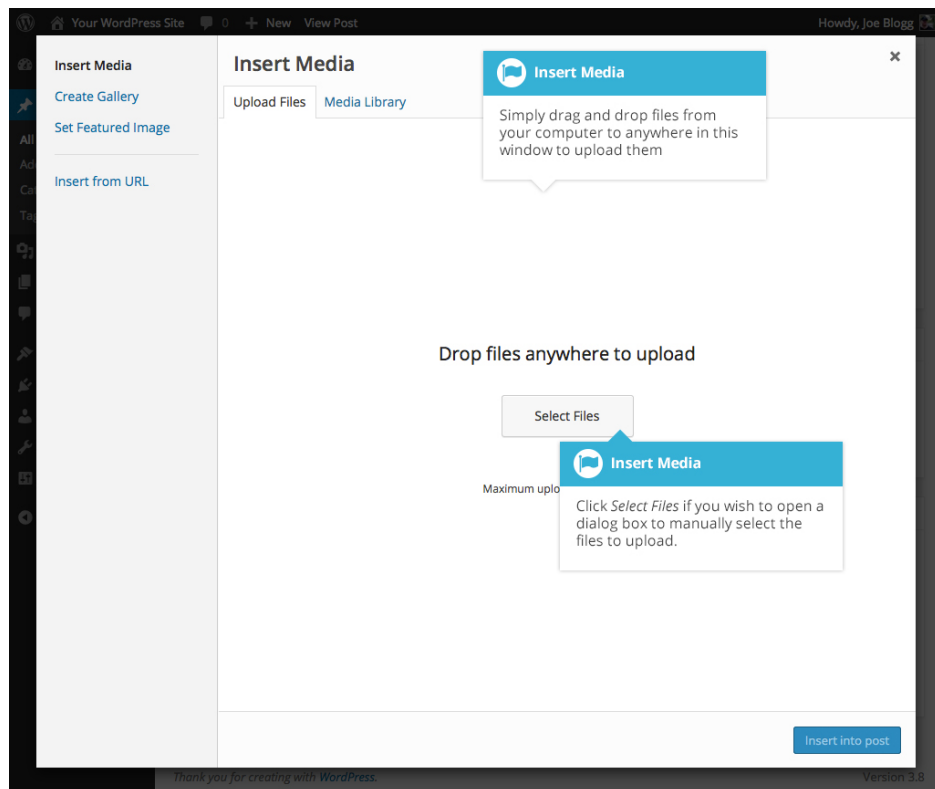 Your WordPress Site
0
New
View Post
Howdy, Joe Blogg
All
Tag
Insert Media
Create Gallery
Set Featured Image
Insert from URL
Insert Media
Upload Files
Media Library
Insert Media
Simply drag and drop files from
your computer to anywhere in this
window to upload them
Drop files anywhere to upload
Select Files
Maximum uplo
Insert Media
Click Select Files if you wish to open a
dialog box to manually select the
files to upload.
Insert into post
Thank you for creating with WordPress.
Version 3.8